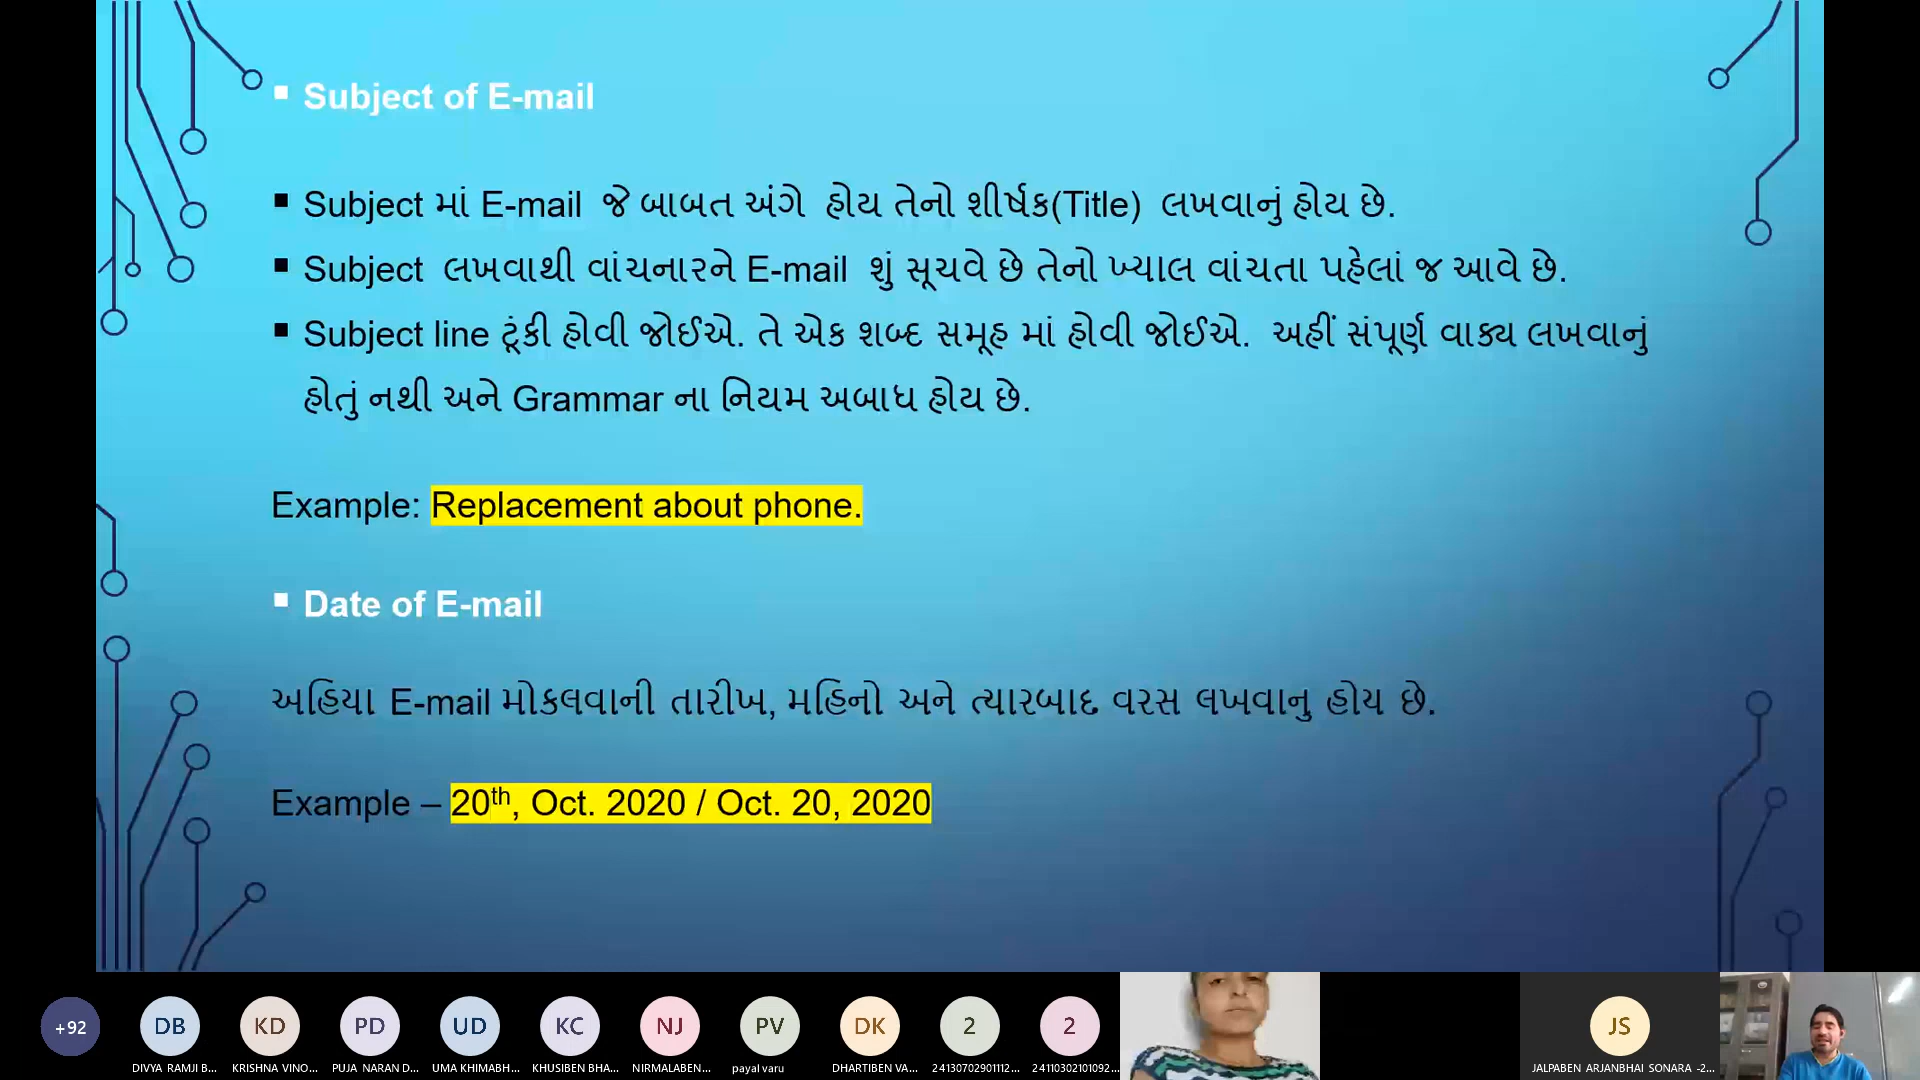 Subject of E-mail
Subject માં E-mail જે બાબત અંગે હોય તેનો શીર્ષક(Title) લખવાનું હોય છે.
Subject લખવાથી વાંચનારને E-mail શું સૂચવે છે તેનો ખ્યાલ વાંચતા પહેલાં જ આવે છે.
Subject line ટૂંકી હોવી જોઈએ. તે એક શબ્દ સમૂહ માં હોવી જોઈએ. અહીં સંપૂર્ણ વાક્ય લખવાનું
હોતું નથી અને Grammar ના નિયમ અબાધ હોય છે.
Example: Replacement about phone.
Date of E-mail
અહિયા E-mail મોકલવાની તારીખ, મહિનો અને ત્યારબાદ વરસ લખવાનુ હોય છે.
Example – 20th, Oct. 2020 / Oct. 20, 2020
+92 DB KD PD UD KC NJ PV DK 2 2 JS
DIVYA RAMJI B... KRISHNA VINO... PUJA NARAN D... UMA KHIMABH... KHUSIBEN BHA... NIRMALABEN... payal varu DHARTIBEN VA... 24130702901112... 24110302101092... JALPABEN ARJANBHAI SONARA -2...